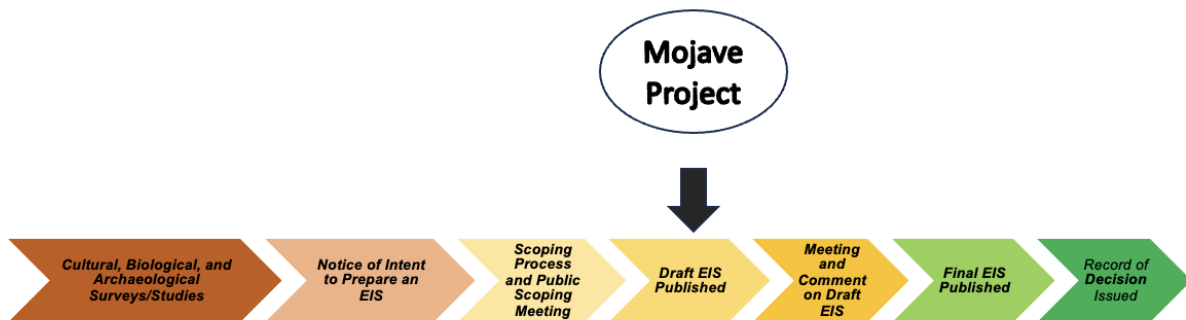 Mojave
Project
Cultural, Biological, and
Archaeological
Surveys/Studies
Notice of Intent
to Prepare an
EIS
Scoping
Process
and Public
Scoping
Meeting
Draft EIS
Published
Meeting
and
Comment
on Draft
EIS
Final EIS
Published
Record of
Decision
Issued